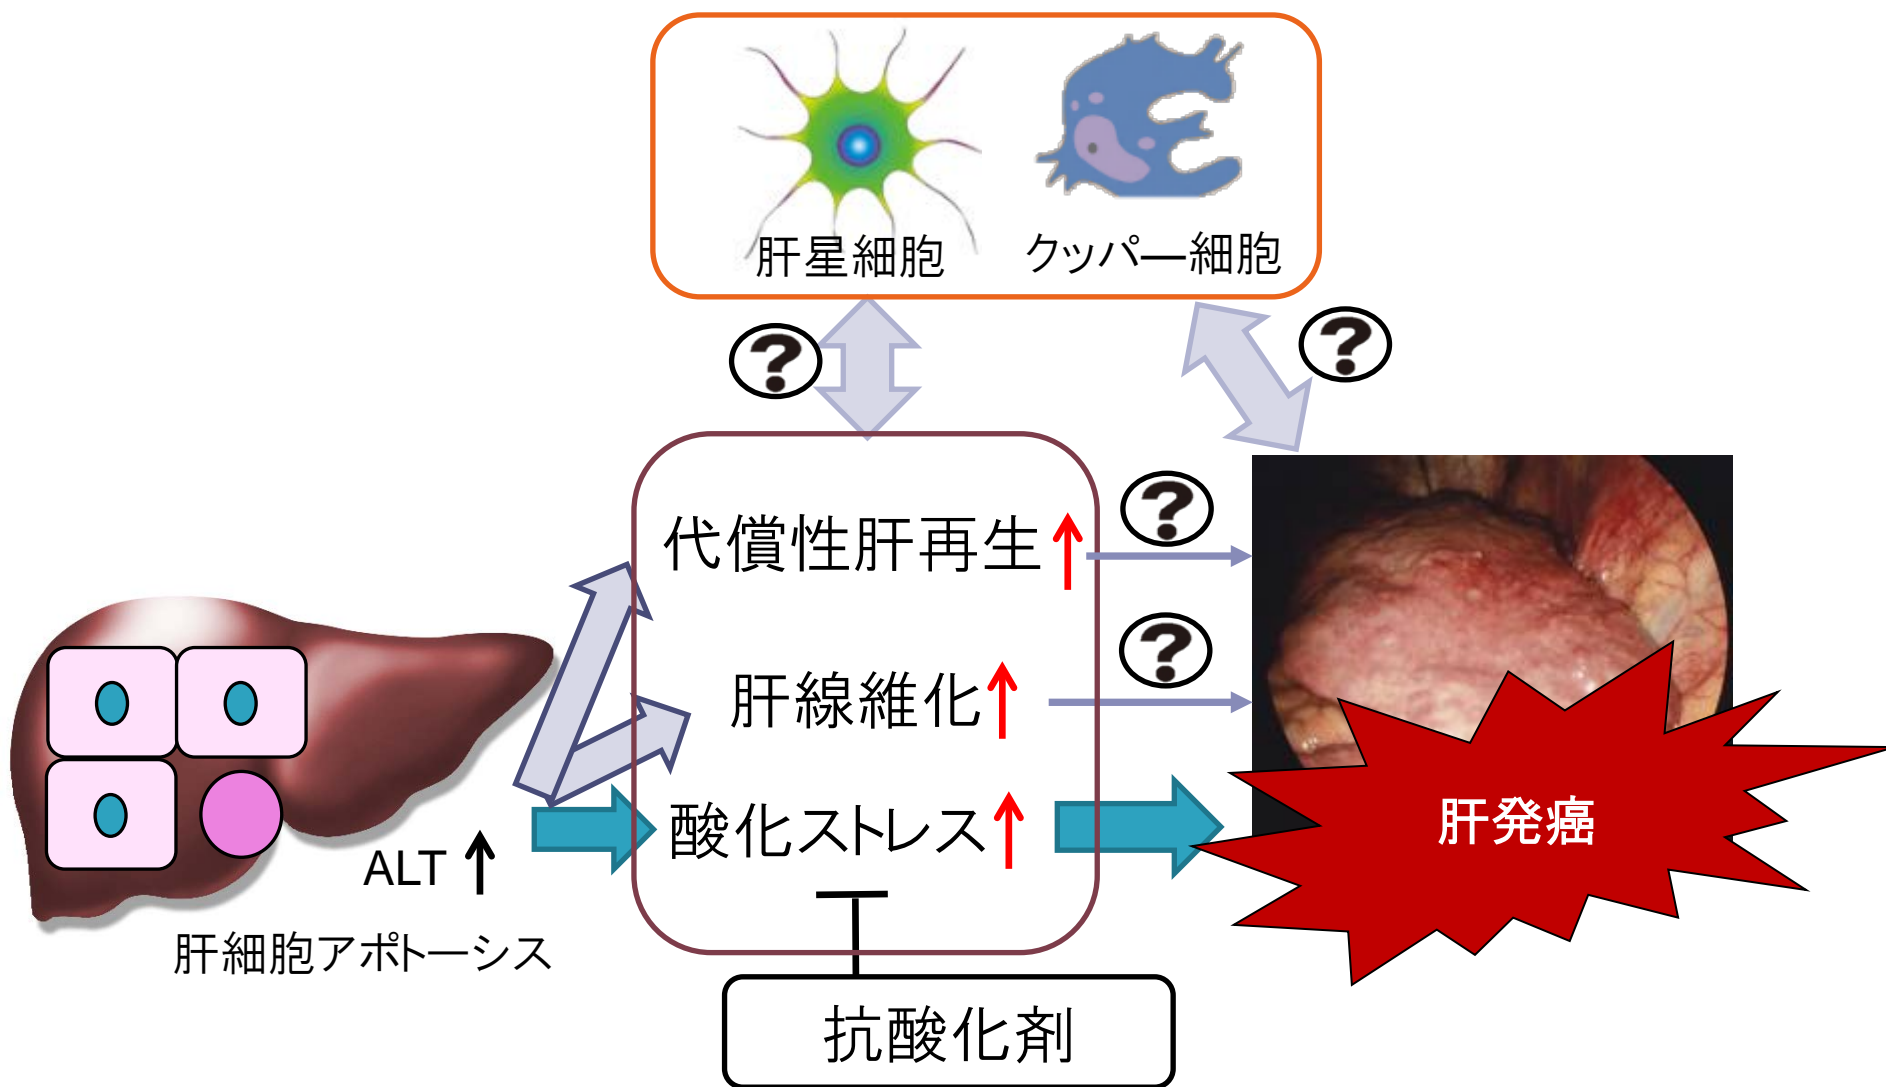 肝星細胞
クッパー細胞
?
?
代償性肝再生↑
?
肝線維化↑
?
酸化ストレス↑
肝発癌
ALT ↑
肝細胞アポトーシス
抗酸化剤